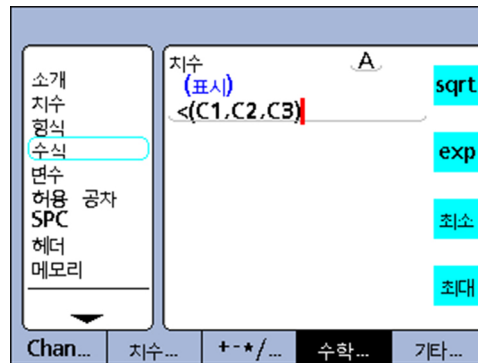 소개
치수
형식
수식
변수
허용 공차
SPC
헤더
메모리
치수
A
(표시)
<(C1,C2,C3)
sqrt
exp
최소
최대
Chan... 치수... +-*/... 수학... 기타...